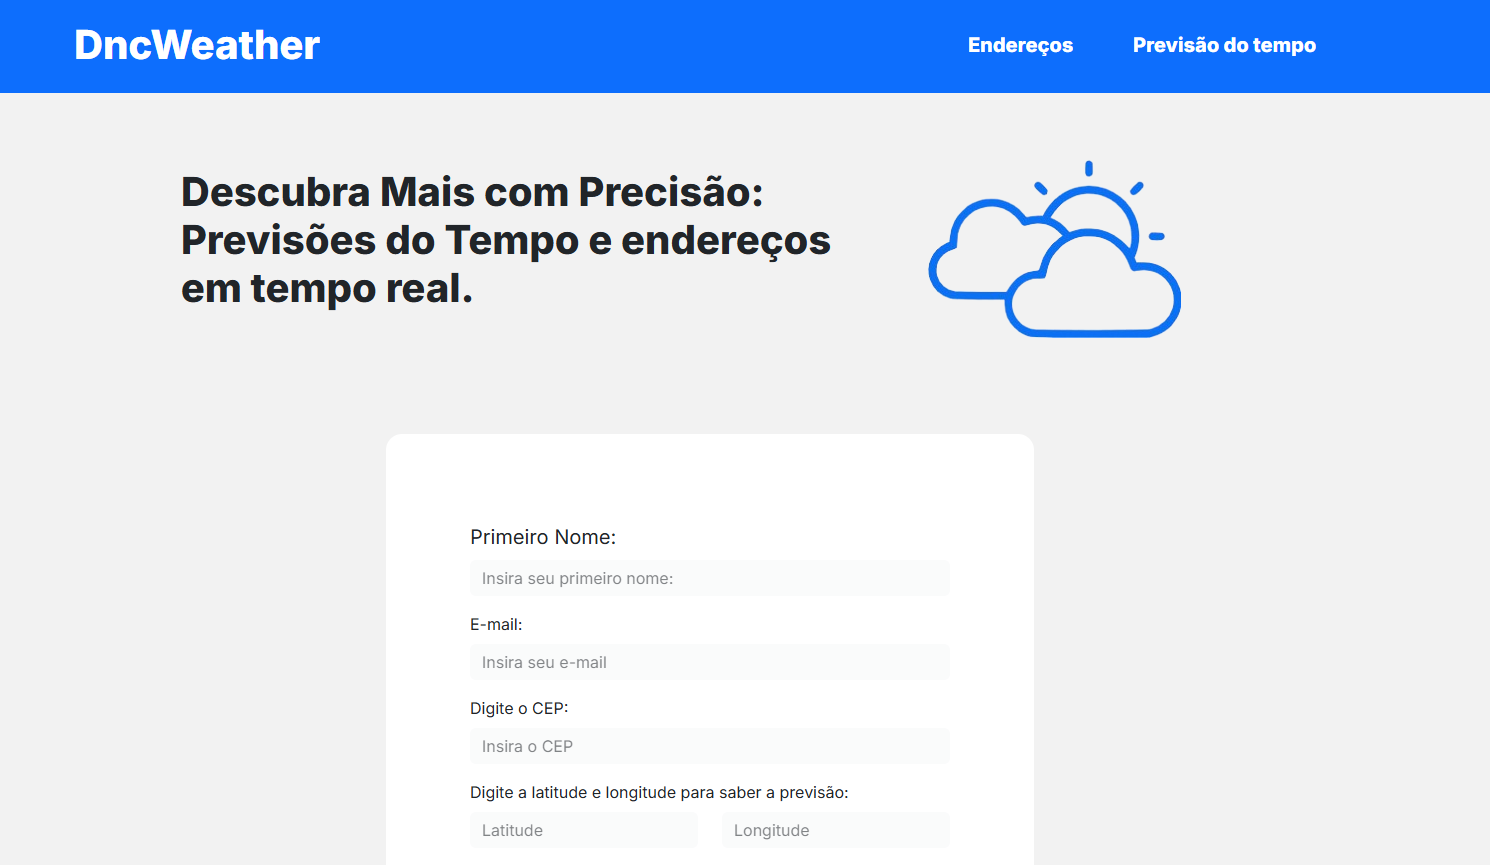 DncWeather
Endereços
Previsão do tempo
Descubra Mais com Precisão:
Previsões do Tempo e endereços
em tempo real.
Primeiro Nome:
Insira seu primeiro nome:
E-mail:
Insira seu e-mail
Digite o CEP:
Insira o CEP
Digite a latitude e longitude para saber a previsão:
Latitude
Longitude